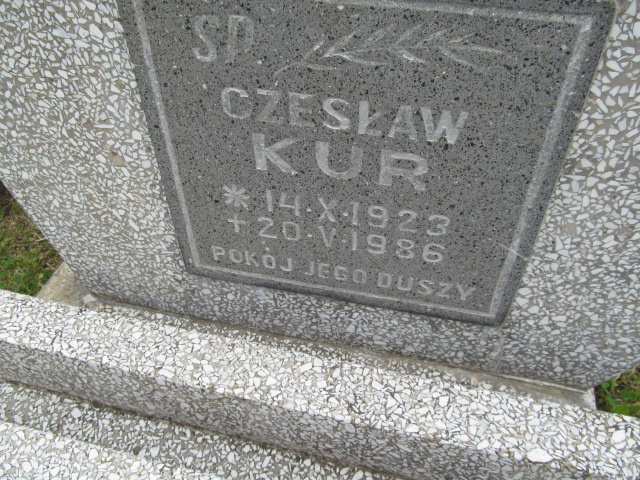 SP
CZESŁAW
KUR
* 14.X.1923
+ 20.V.1986
POKÓJ JEGO DUSZY